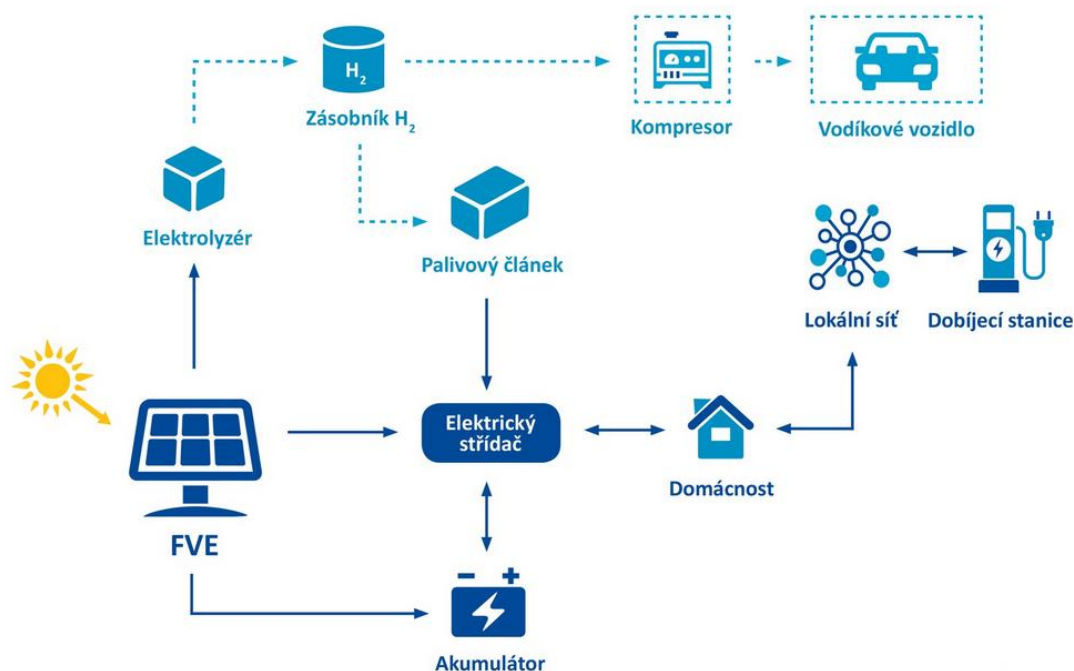 H₂
Zásobník H₂
Kompresor
Vodíkové vozidlo
Elektrolyzér
Palivový článek
Lokální síť
Dobíjecí stanice
Elektrický
střídač
Domácnost
FVE
Akumulátor